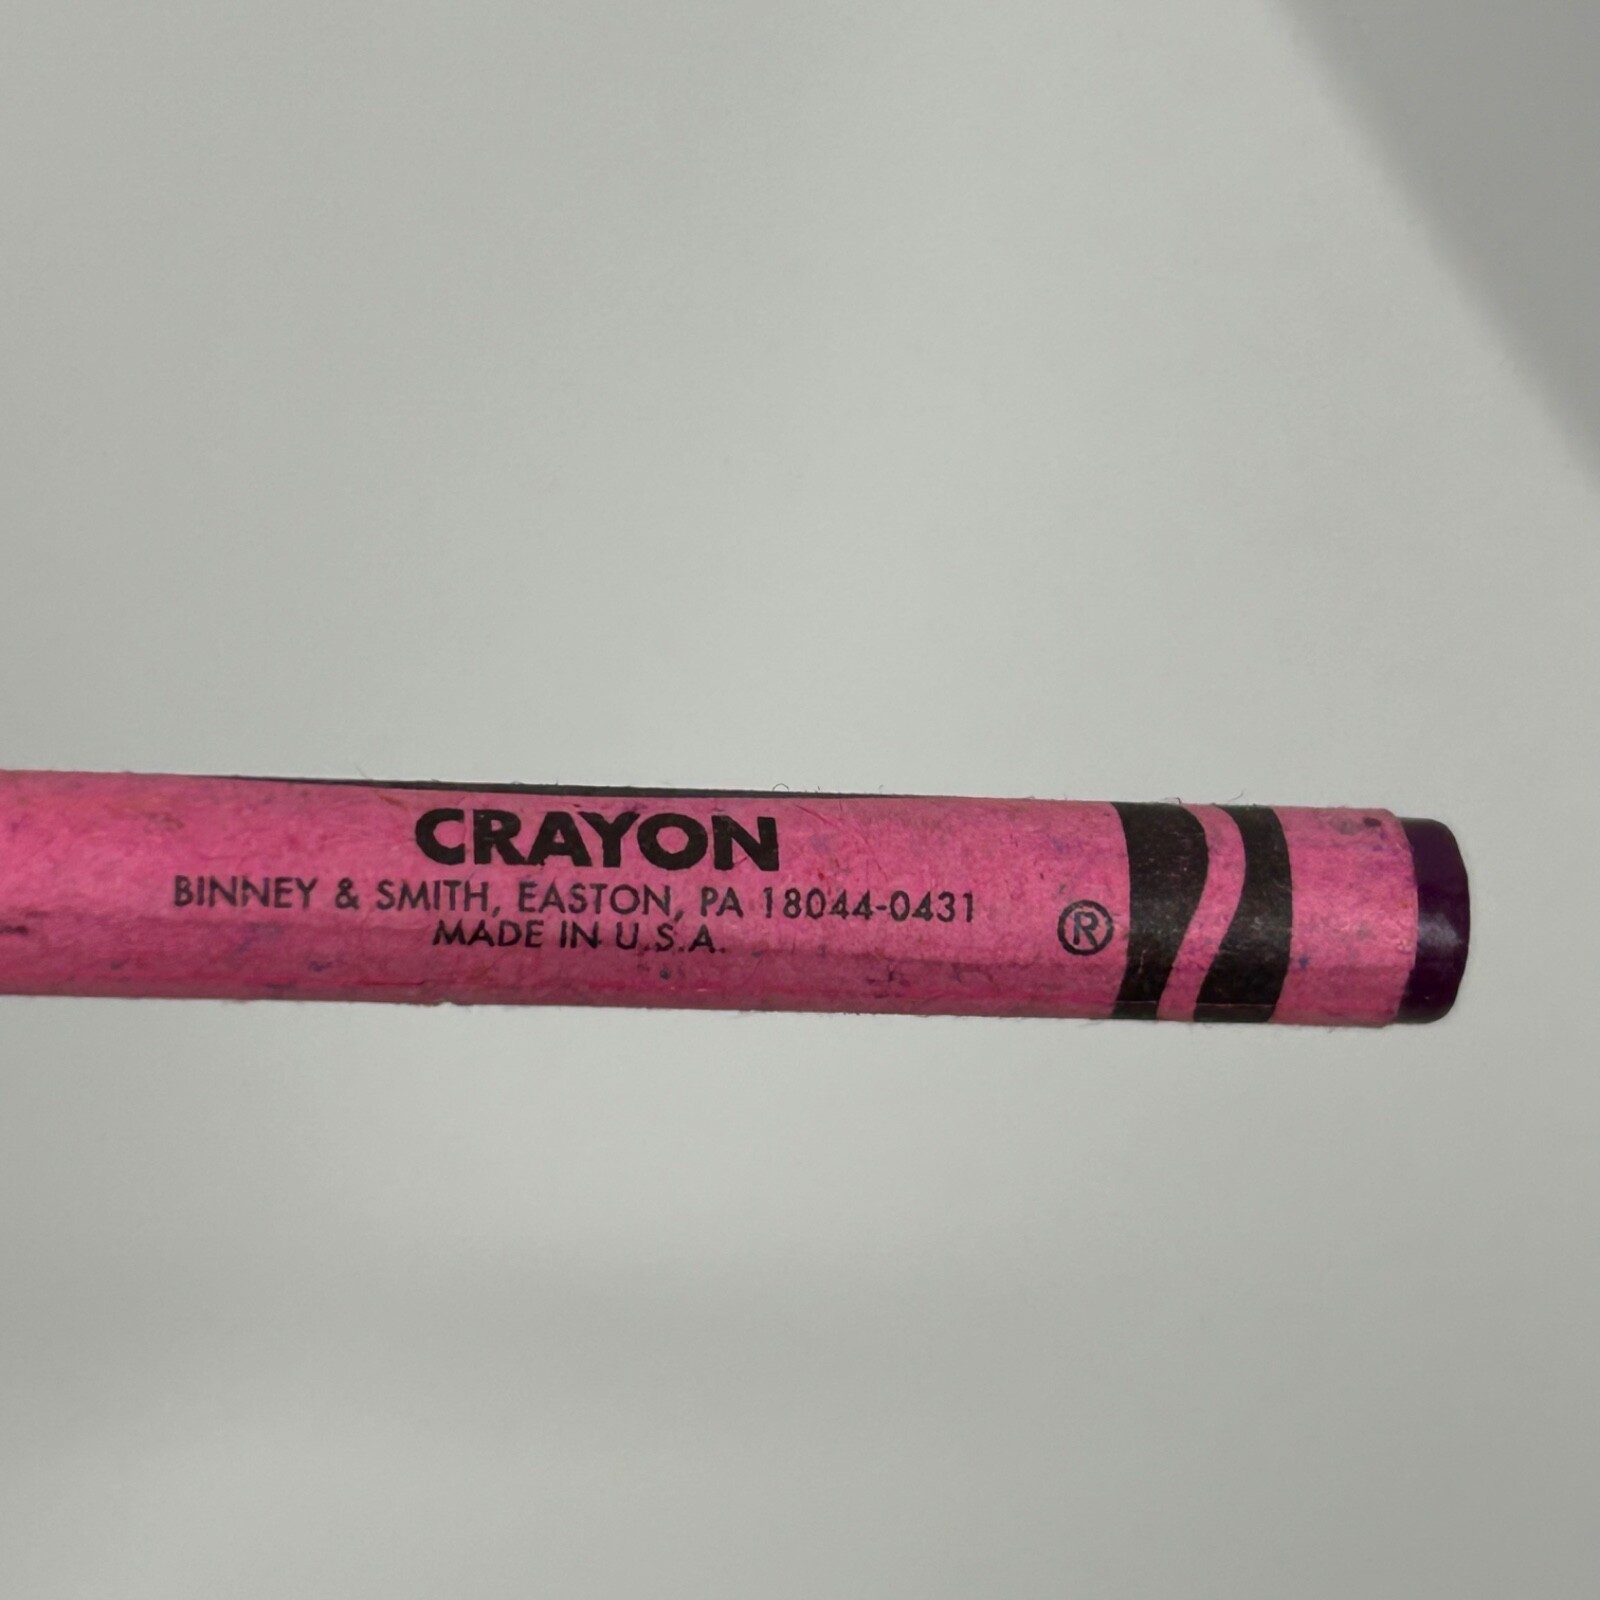 CRAYON
BINNEY & SMITH, EASTON, PA 18044-0431
MADE IN U.S.A.
®